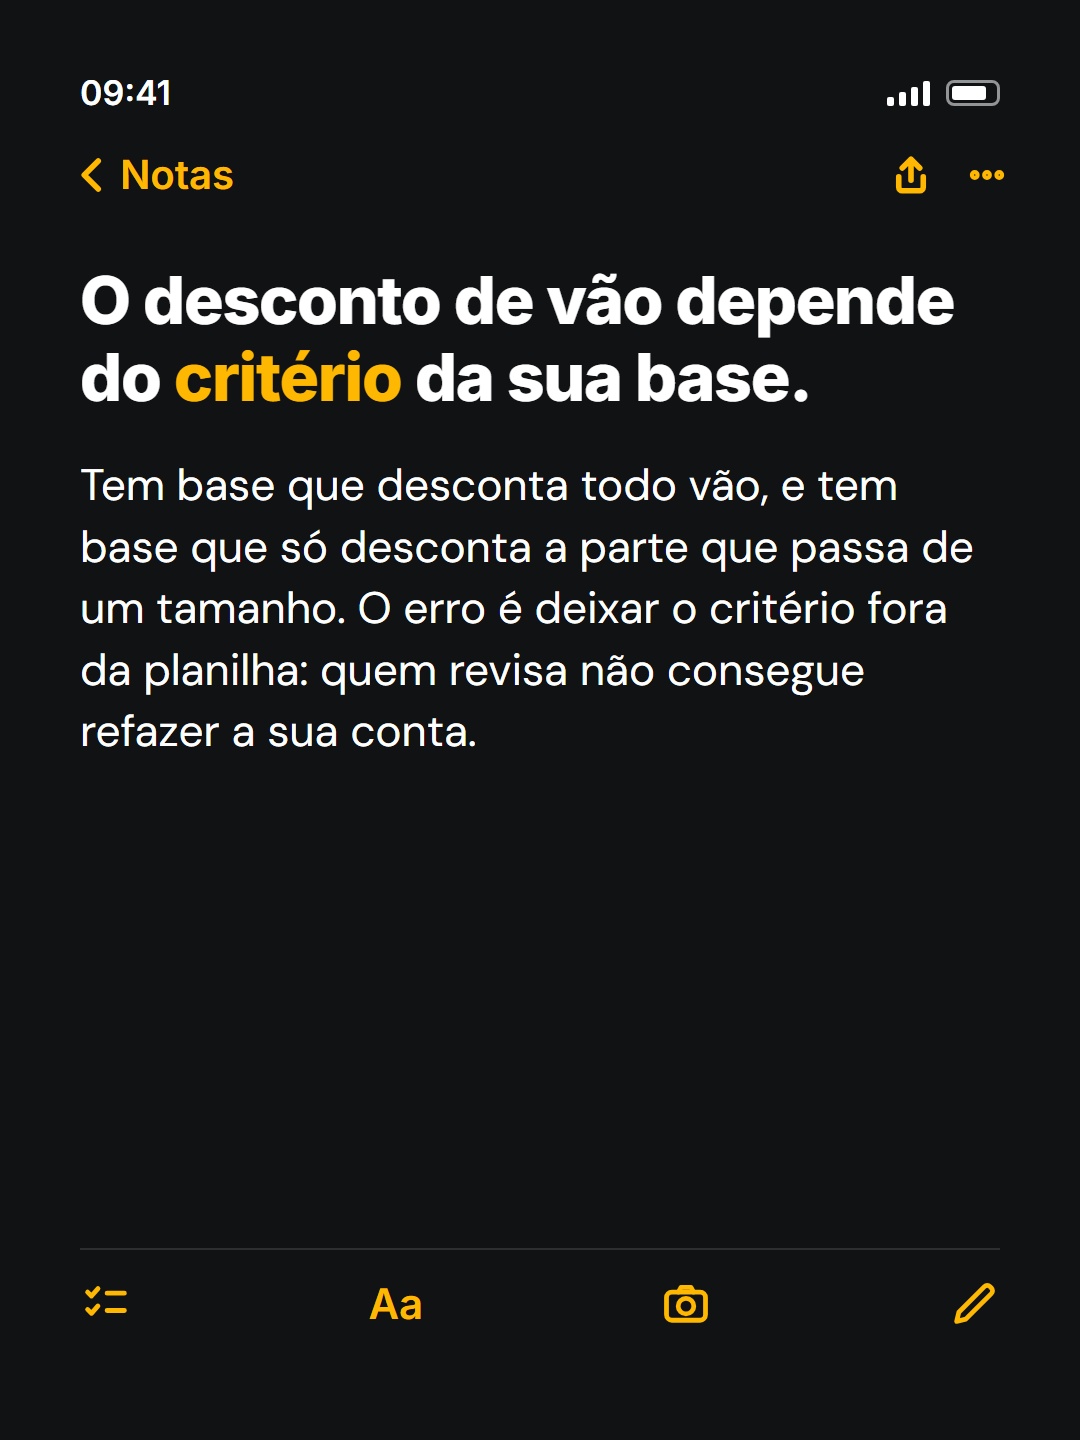 09:41
Notas
O desconto de vão depende
do critério da sua base.
Tem base que desconta todo vão, e tem
base que só desconta a parte que passa de
um tamanho. O erro é deixar o critério fora
da planilha: quem revisa não consegue
refazer a sua conta.
Aa